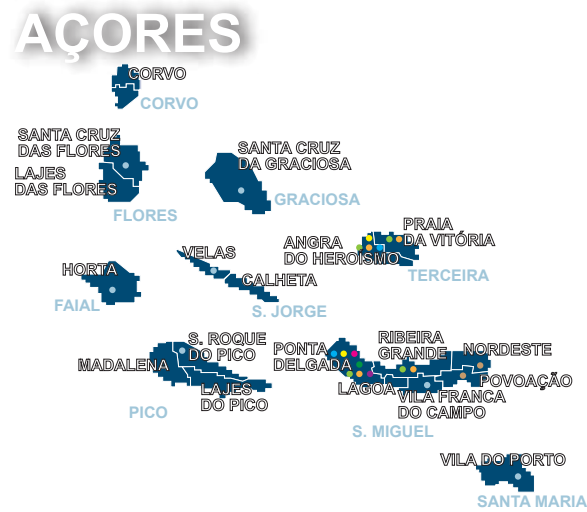 AÇORES
CORVO
CORVO
SANTA CRUZ
DAS FLORES
LAJES
DAS FLORES
FLORES
SANTA CRUZ
DA GRACIOSA
GRACIOSA
ANGRA
DO HEROÍSMO
PRAIA
DA VITÓRIA
TERCEIRA
VELAS
CALHETA
S. JORGE
HORTA
FAIAL
MADALENA
S. ROQUE
DO PICO
LAJES
DO PICO
PICO
PONTA
DELGADA
LAGOA
RIBEIRA
GRANDE
NORDESTE
POVOAÇÃO
VILA FRANCA
DO CAMPO
S. MIGUEL
VILA DO PORTO
SANTA MARIA